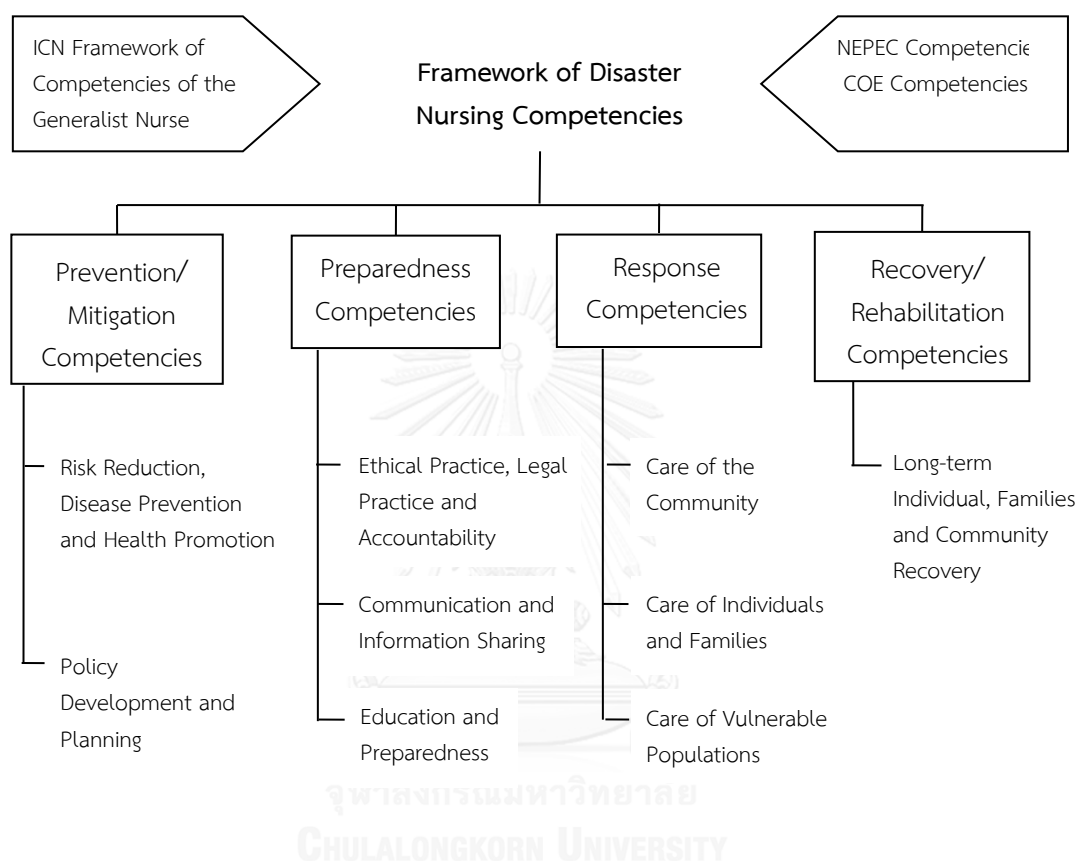 ICN Framework of
Competencies of the
Generalist Nurse
Framework of Disaster
Nursing Competencies
NEPEC Competencie
COE Competencies
Prevention/
Mitigation
Competencies
Preparedness
Competencies
Response
Competencies
Recovery/
Rehabilitation
Competencies
Risk Reduction,
Disease Prevention
and Health Promotion
Policy
Development and
Planning
Ethical Practice, Legal
Practice and
Accountability
Communication and
Information Sharing
Education and
Preparedness
Care of the
Community
Care of Individuals
and Families
Care of Vulnerable
Populations
Long-term
Individual, Families
and Community
Recovery
จุฬาลงกรณ์มหาวิทยาลัย
CHULALONGKORN UNIVERSITY